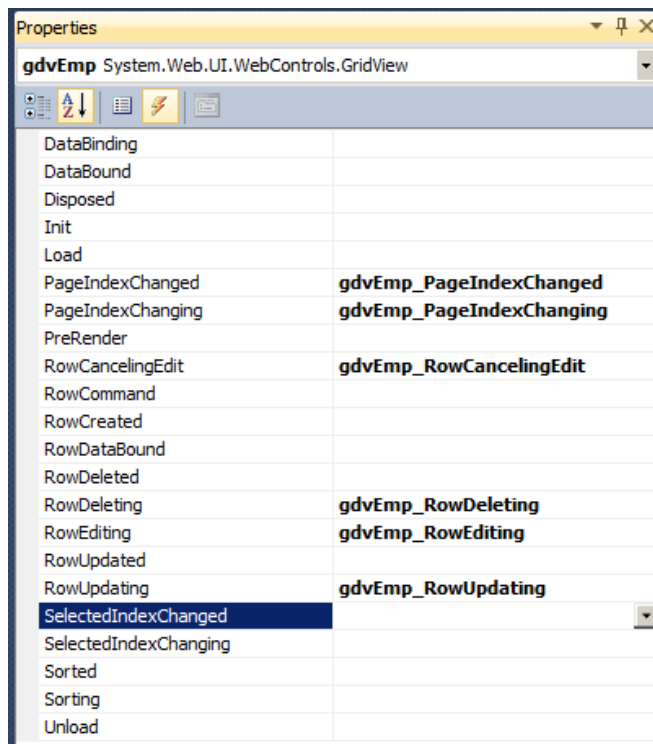 Properties
gdvEmp System.Web.UI.WebControls.GridView
DataBinding
DataBound
Disposed
Init
Load
PageIndexChanged gdvEmp_PageIndexChanged
PageIndexChanging gdvEmp_PageIndexChanging
PreRender
RowCancelingEdit gdvEmp_RowCancelingEdit
RowCommand
RowCreated
RowDataBound
RowDeleted
RowDeleting gdvEmp_RowDeleting
RowEditing gdvEmp_RowEditing
RowUpdated
RowUpdating gdvEmp_RowUpdating
SelectedIndexChanged
SelectedIndexChanging
Sorted
Sorting
Unload